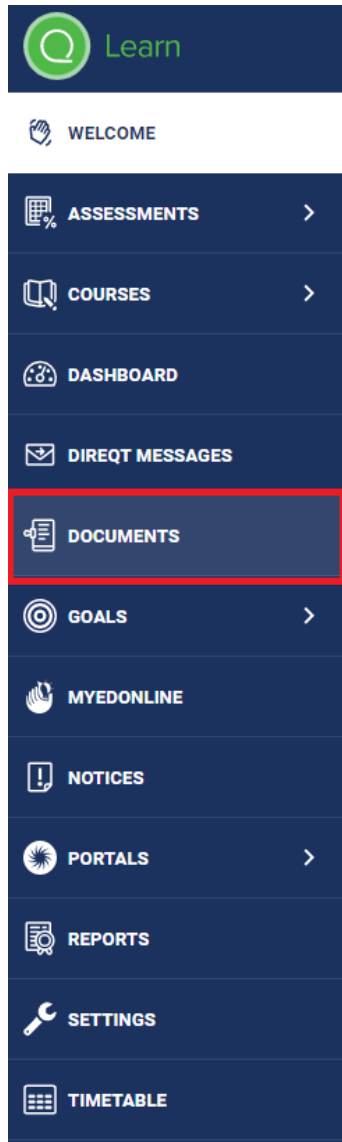 Learn
WELCOME
ASSESSMENTS
COURSES
DASHBOARD
DIREQT MESSAGES
DOCUMENTS
GOALS
MYEDONLINE
NOTICES
PORTALS
REPORTS
SETTINGS
TIMETABLE